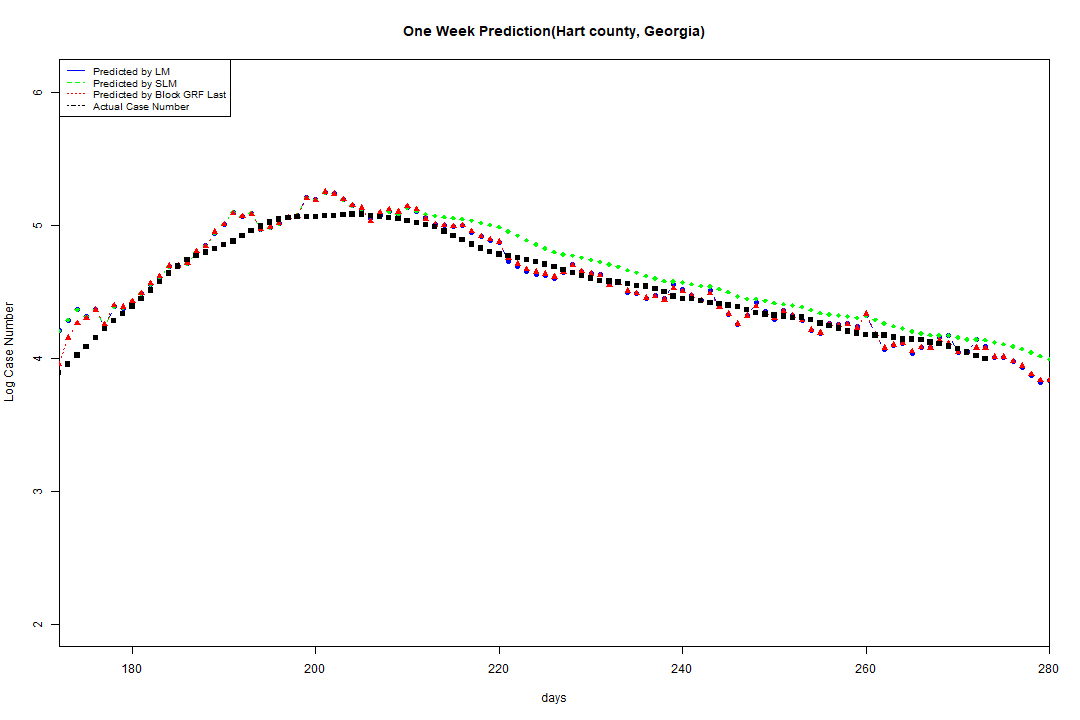 One Week Prediction(Hart county, Georgia)
Predicted by LM
Predicted by SLM
Predicted by Block GRF Last
Actual Case Number
6
5
4
3
2
Log Case Number
180 200 220 240 260 280
days